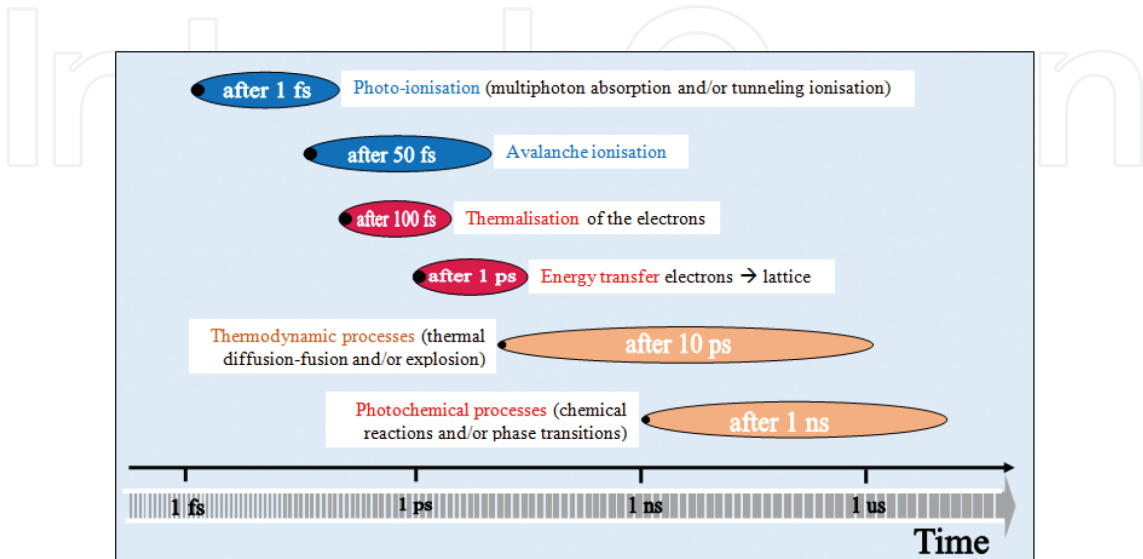 after 1 fs
Photo-ionisation (multiphoton absorption and/or tunneling ionisation)
after 50 fs
Avalanche ionisation
after 100 fs
Thermalisation of the electrons
after 1 ps
Energy transfer electrons → lattice
Thermodynamic processes (thermal
diffusion-fusion and/or explosion)
after 10 ps
Photochemical processes (chemical
reactions and/or phase transitions)
after 1 ns
1 fs
1 ps
1 ns
1 us
Time